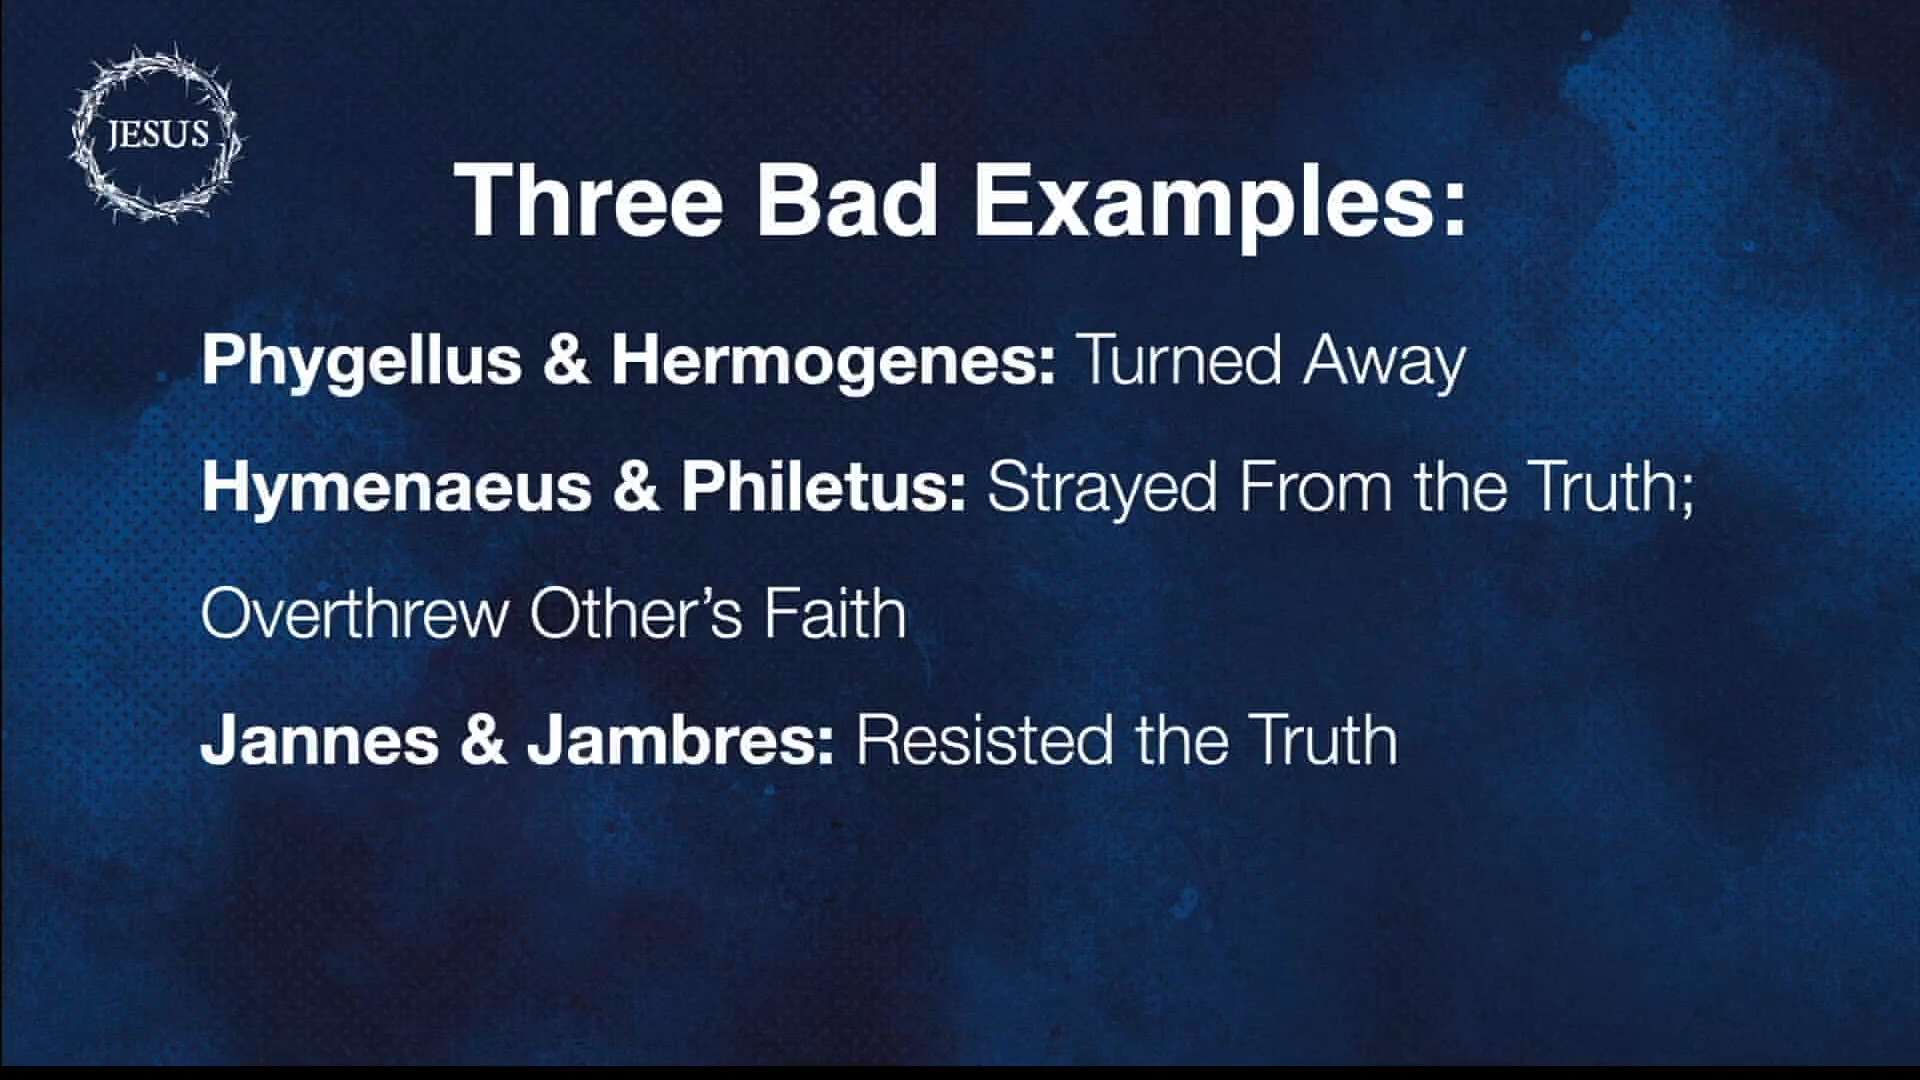 JESUS
Three Bad Examples:
Phygellus & Hermogenes: Turned Away
Hymenaeus & Philetus: Strayed From the Truth;
Overthrew Other’s Faith
Jannes & Jambres: Resisted the Truth